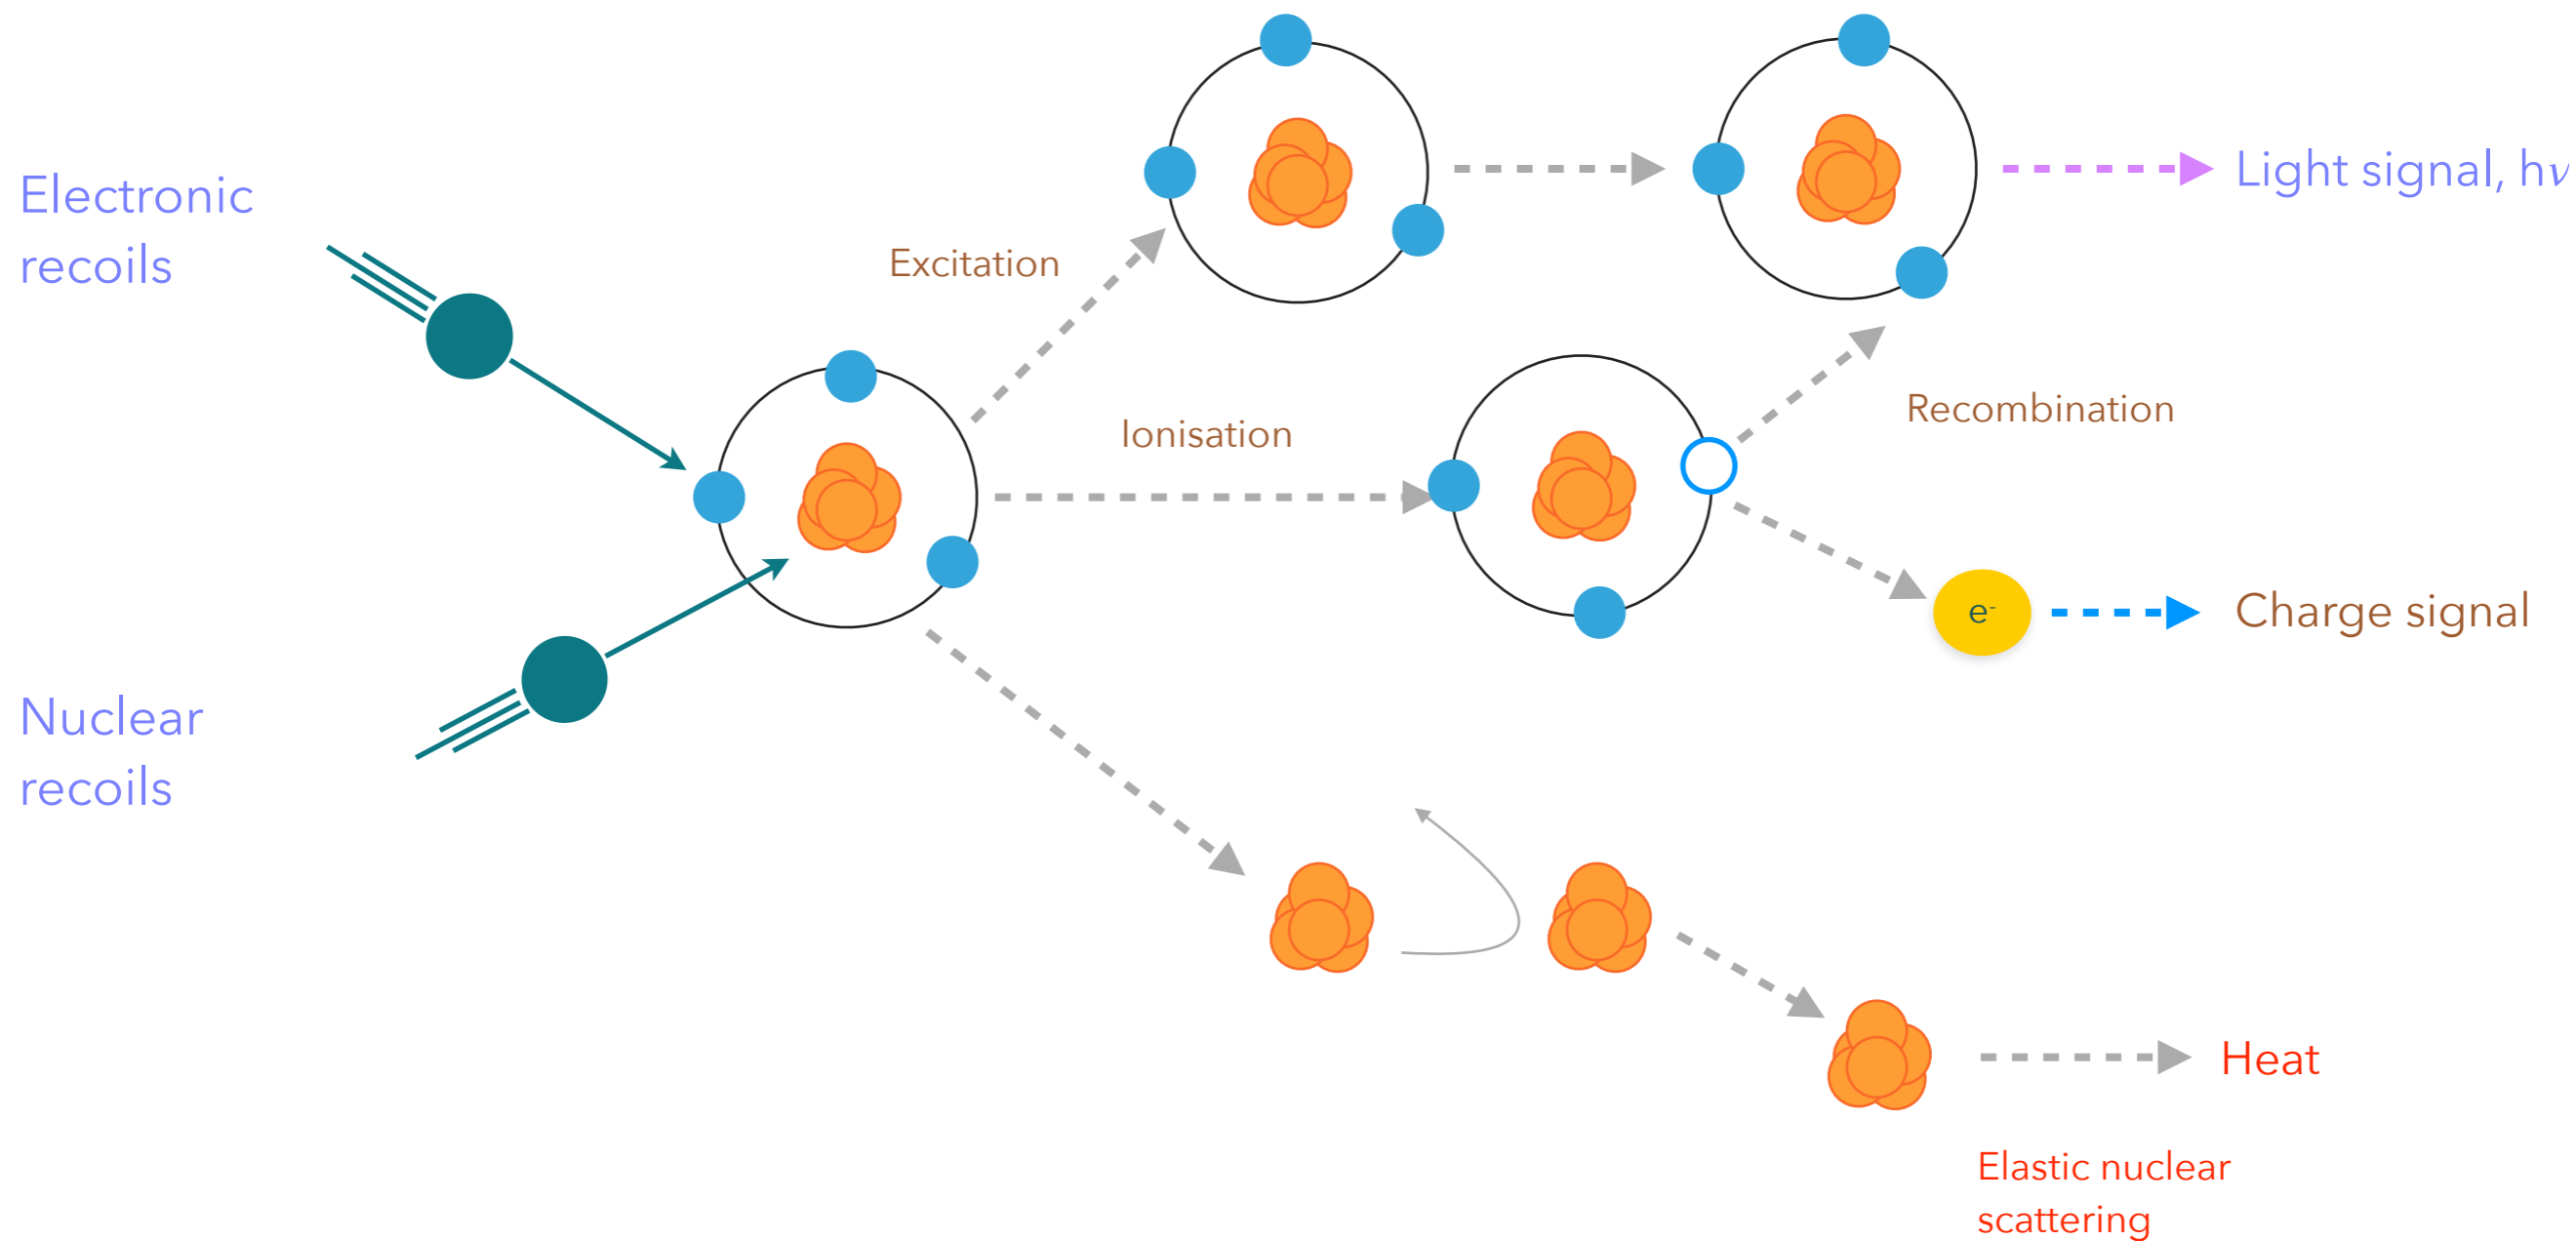 Electronic
recoils
Excitation
Light signal, hν
Ionisation
Recombination
e-
Charge signal
Nuclear
recoils
Heat
Elastic nuclear
scattering